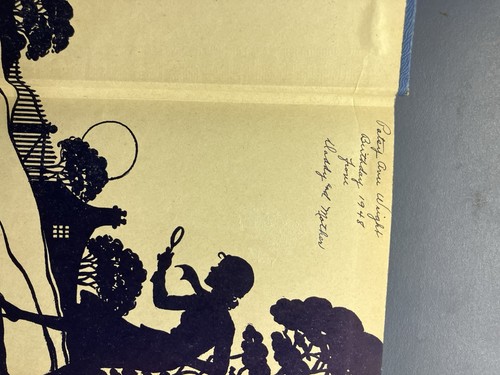 Patsy Ann Wright
Birthday 1948
from
Daddy and Mother